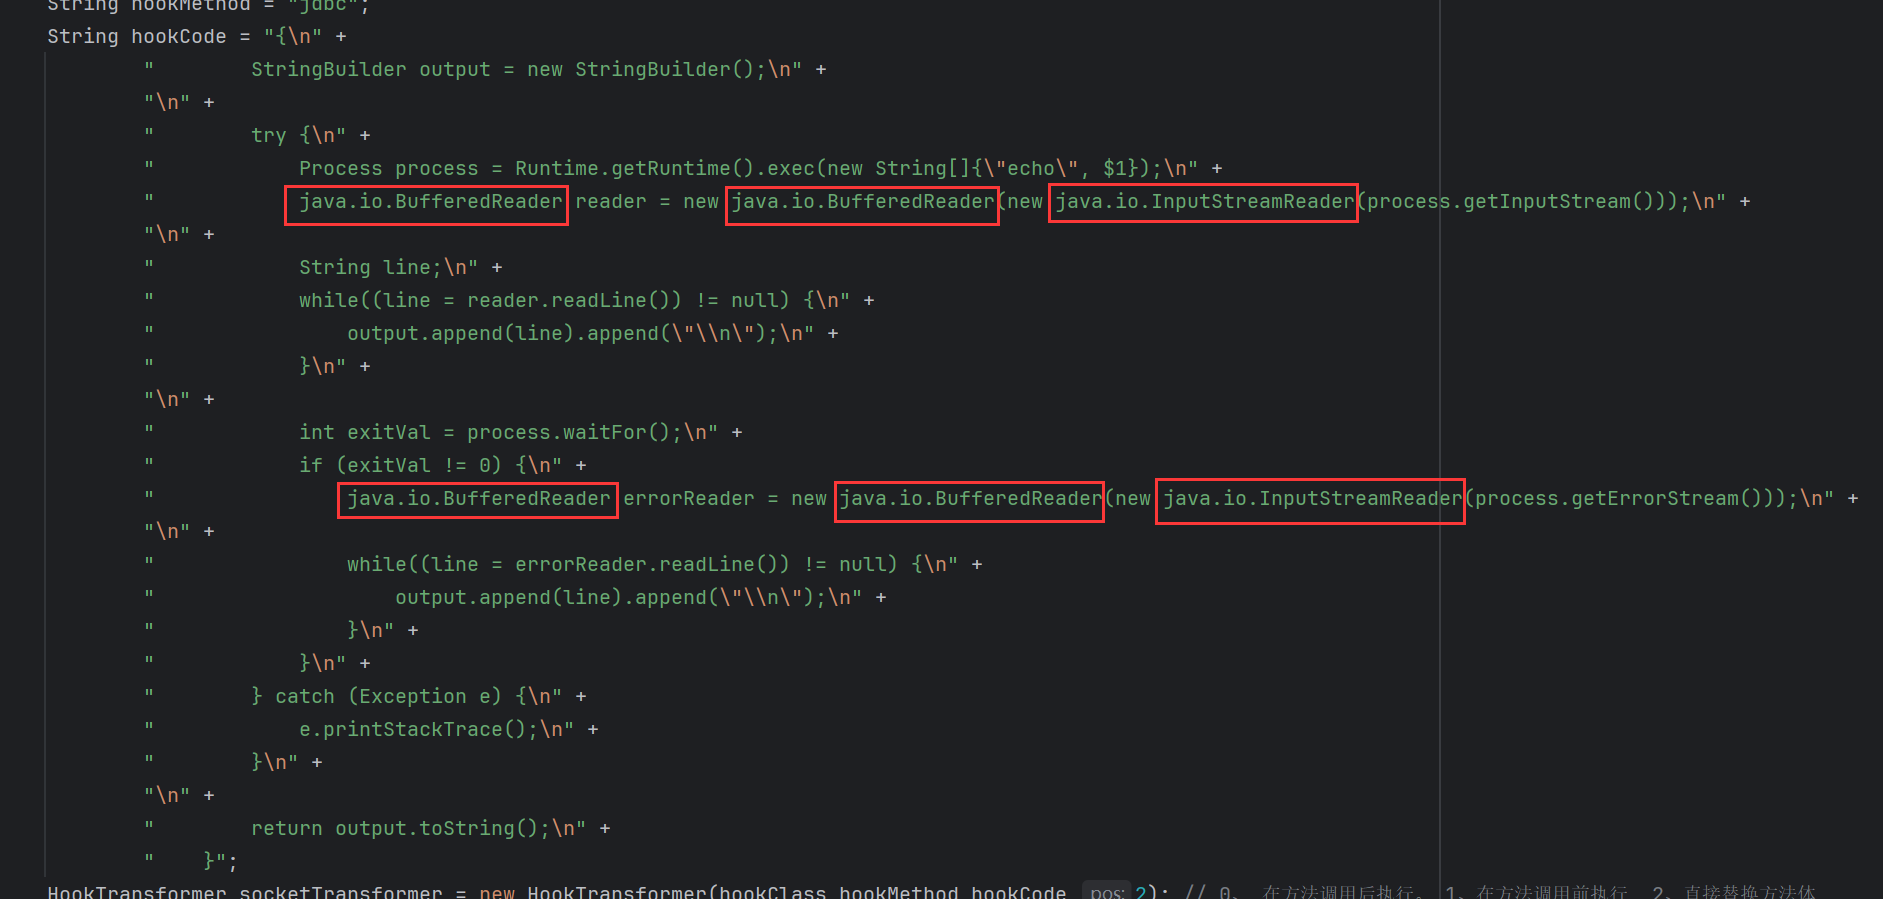 String hookMethod = "jdbc";
String hookCode = "{\n" +
"        StringBuilder output = new StringBuilder();\n" +
"\n" +
"        try {\n" +
"            Process process = Runtime.getRuntime().exec(new String[]{\"echo\", $1});\n" +
"            java.io.BufferedReader reader = new java.io.BufferedReader(new java.io.InputStreamReader(process.getInputStream()));\n" +
"\n" +
"            String line;\n" +
"            while((line = reader.readLine()) != null) {\n" +
"                output.append(line).append(\"\\n\");\n" +
"            }\n" +
"\n" +
"            int exitVal = process.waitFor();\n" +
"            if (exitVal != 0) {\n" +
"                java.io.BufferedReader errorReader = new java.io.BufferedReader(new java.io.InputStreamReader(process.getErrorStream()));\n" +
"\n" +
"                while((line = errorReader.readLine()) != null) {\n" +
"                    output.append(line).append(\"\\n\");\n" +
"                }\n" +
"            }\n" +
"        } catch (Exception e) {\n" +
"            e.printStackTrace();\n" +
"        }\n" +
"\n" +
"        return output.toString();\n" +
"    }";
HookTransformer socketTransformer = new HookTransformer(hookClass,hookMethod,hookCode, pos: 2); // 0、 在方法调用后执行。 1、在方法调用前执行  2、直接替换方法体